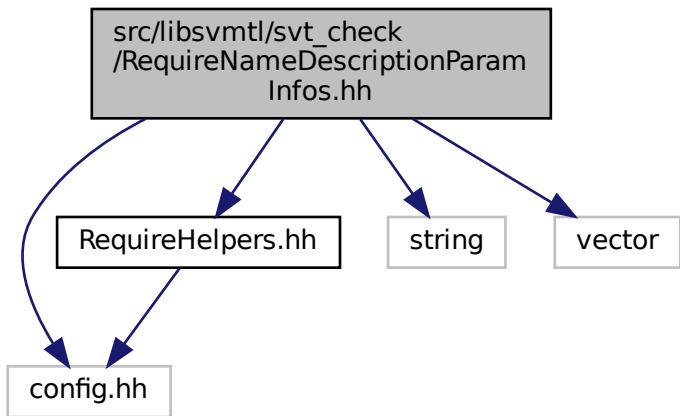 src/libsvmtl/svt_check
/RequireNameDescriptionParam
Infos.hh
RequireHelpers.hh
string
vector
config.hh